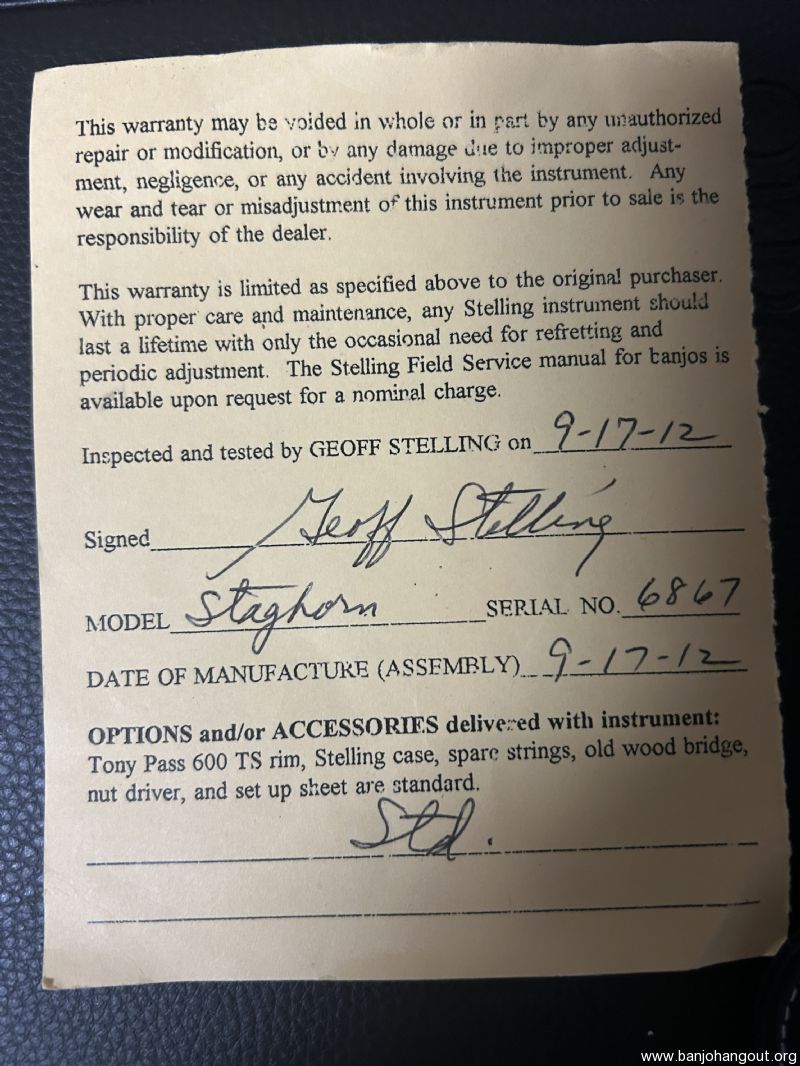 This warranty may be voided in whole or in part by any unauthorized
repair or modification, or by any damage due to improper adjust-
ment, negligence, or any accident involving the instrument. Any
wear and tear or misadjustment of this instrument prior to sale is the
responsibility of the dealer.
This warranty is limited as specified above to the original purchaser.
With proper care and maintenance, any Stelling instrument should
last a lifetime with only the occasional need for refretting and
periodic adjustment. The Stelling Field Service manual for banjos is
available upon request for a nominal charge.
Inspected and tested by GEOFF STELLING on 9-17-12
Signed Geoff Stelling
MODEL Staghorn SERIAL NO. 6867
DATE OF MANUFACTURE (ASSEMBLY) 9-17-12
OPTIONS and/or ACCESSORIES delivered with instrument:
Tony Pass 600 TS rim, Stelling case, spare strings, old wood bridge,
nut driver, and set up sheet are standard.
Std.
www.banjohangout.org